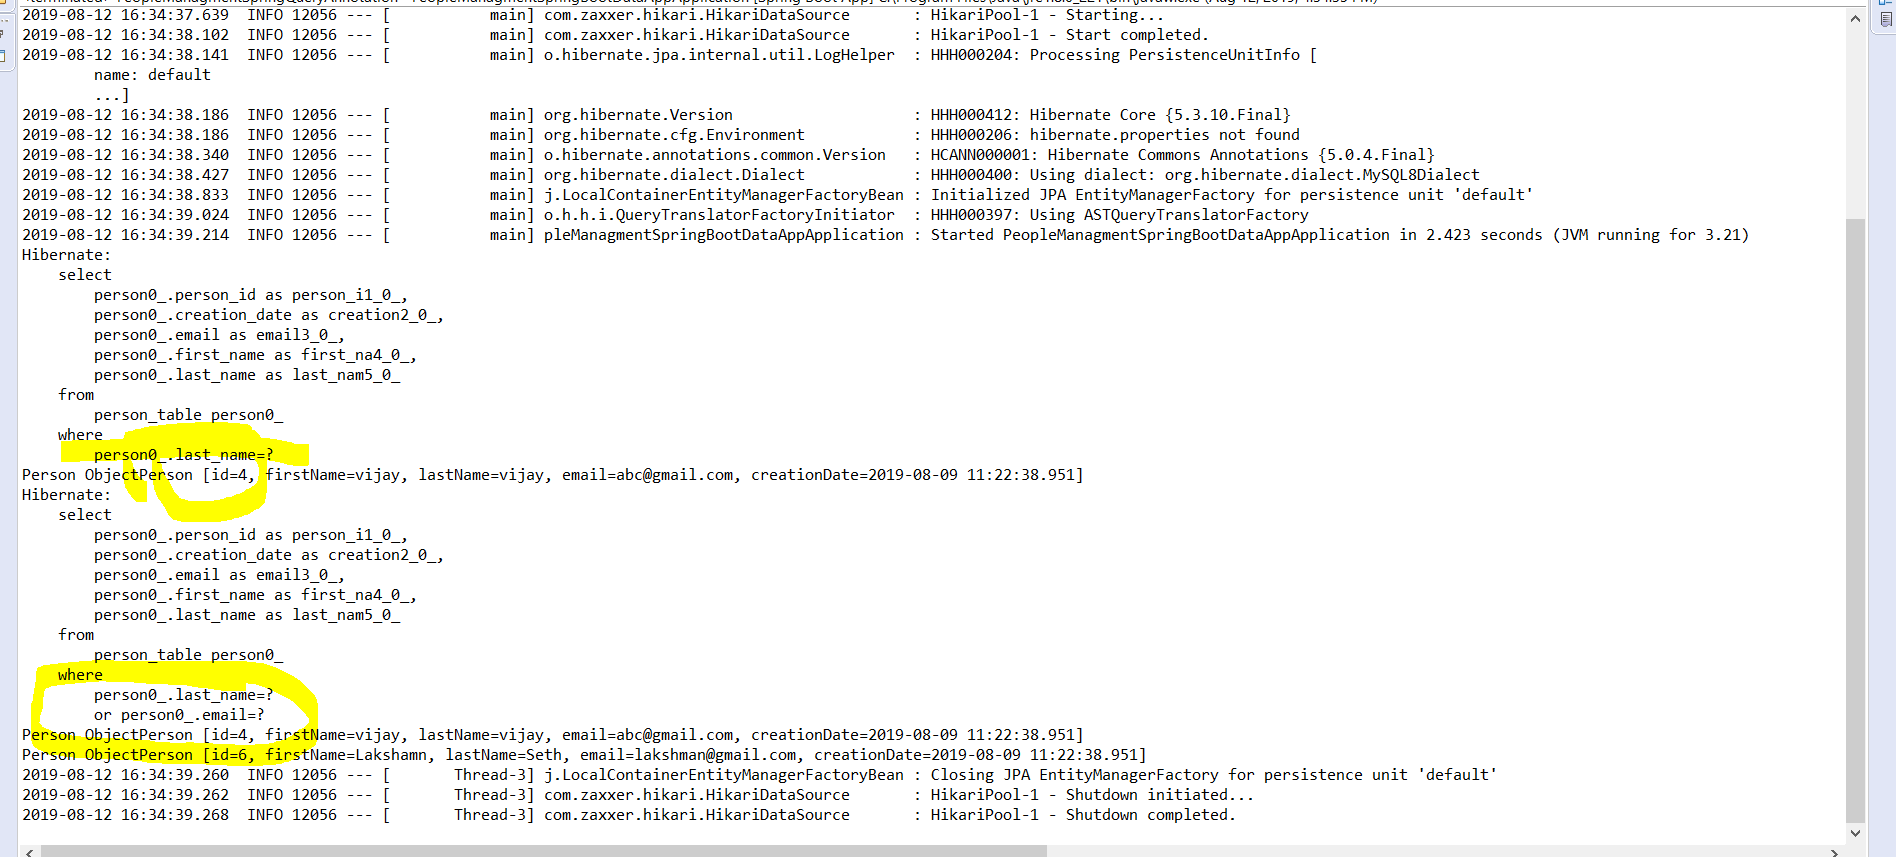 2019-08-12 16:34:37.639  INFO 12056 --- [           main] com.zaxxer.hikari.HikariDataSource       : HikariPool-1 - Starting...
2019-08-12 16:34:38.102  INFO 12056 --- [           main] com.zaxxer.hikari.HikariDataSource       : HikariPool-1 - Start completed.
2019-08-12 16:34:38.141  INFO 12056 --- [           main] o.hibernate.jpa.internal.util.LogHelper  : HHH000204: Processing PersistenceUnitInfo [
        name: default
        ...]
2019-08-12 16:34:38.186  INFO 12056 --- [           main] org.hibernate.Version                    : HHH000412: Hibernate Core {5.3.10.Final}
2019-08-12 16:34:38.186  INFO 12056 --- [           main] org.hibernate.cfg.Environment            : HHH000206: hibernate.properties not found
2019-08-12 16:34:38.340  INFO 12056 --- [           main] o.hibernate.annotations.common.Version   : HCANN000001: Hibernate Commons Annotations {5.0.4.Final}
2019-08-12 16:34:38.427  INFO 12056 --- [           main] org.hibernate.dialect.Dialect            : HHH000400: Using dialect: org.hibernate.dialect.MySQL8Dialect
2019-08-12 16:34:38.833  INFO 12056 --- [           main] j.LocalContainerEntityManagerFactoryBean : Initialized JPA EntityManagerFactory for persistence unit 'default'
2019-08-12 16:34:39.024  INFO 12056 --- [           main] o.h.h.i.QueryTranslatorFactoryInitiator  : HHH000397: Using ASTQueryTranslatorFactory
2019-08-12 16:34:39.214  INFO 12056 --- [           main] pleManagmentSpringBootDataAppApplication : Started PeopleManagmentSpringBootDataAppApplication in 2.423 seconds (JVM running for 3.21)
Hibernate:
    select
        person0_.person_id as person_i1_0_,
        person0_.creation_date as creation2_0_,
        person0_.email as email3_0_,
        person0_.first_name as first_na4_0_,
        person0_.last_name as last_nam5_0_
    from
        person_table person0_
    where
        person0_.last_name=?
Person ObjectPerson [id=4, firstName=vijay, lastName=vijay, email=abc@gmail.com, creationDate=2019-08-09 11:22:38.951]
Hibernate:
    select
        person0_.person_id as person_i1_0_,
        person0_.creation_date as creation2_0_,
        person0_.email as email3_0_,
        person0_.first_name as first_na4_0_,
        person0_.last_name as last_nam5_0_
    from
        person_table person0_
    where
        person0_.last_name=?
        or person0_.email=?
Person ObjectPerson [id=4, firstName=vijay, lastName=vijay, email=abc@gmail.com, creationDate=2019-08-09 11:22:38.951]
Person ObjectPerson [id=6, firstName=Lakshamn, lastName=Seth, email=lakshman@gmail.com, creationDate=2019-08-09 11:22:38.951]
2019-08-12 16:34:39.260  INFO 12056 --- [       Thread-3] j.LocalContainerEntityManagerFactoryBean : Closing JPA EntityManagerFactory for persistence unit 'default'
2019-08-12 16:34:39.262  INFO 12056 --- [       Thread-3] com.zaxxer.hikari.HikariDataSource       : HikariPool-1 - Shutdown initiated...
2019-08-12 16:34:39.268  INFO 12056 --- [       Thread-3] com.zaxxer.hikari.HikariDataSource       : HikariPool-1 - Shutdown completed.